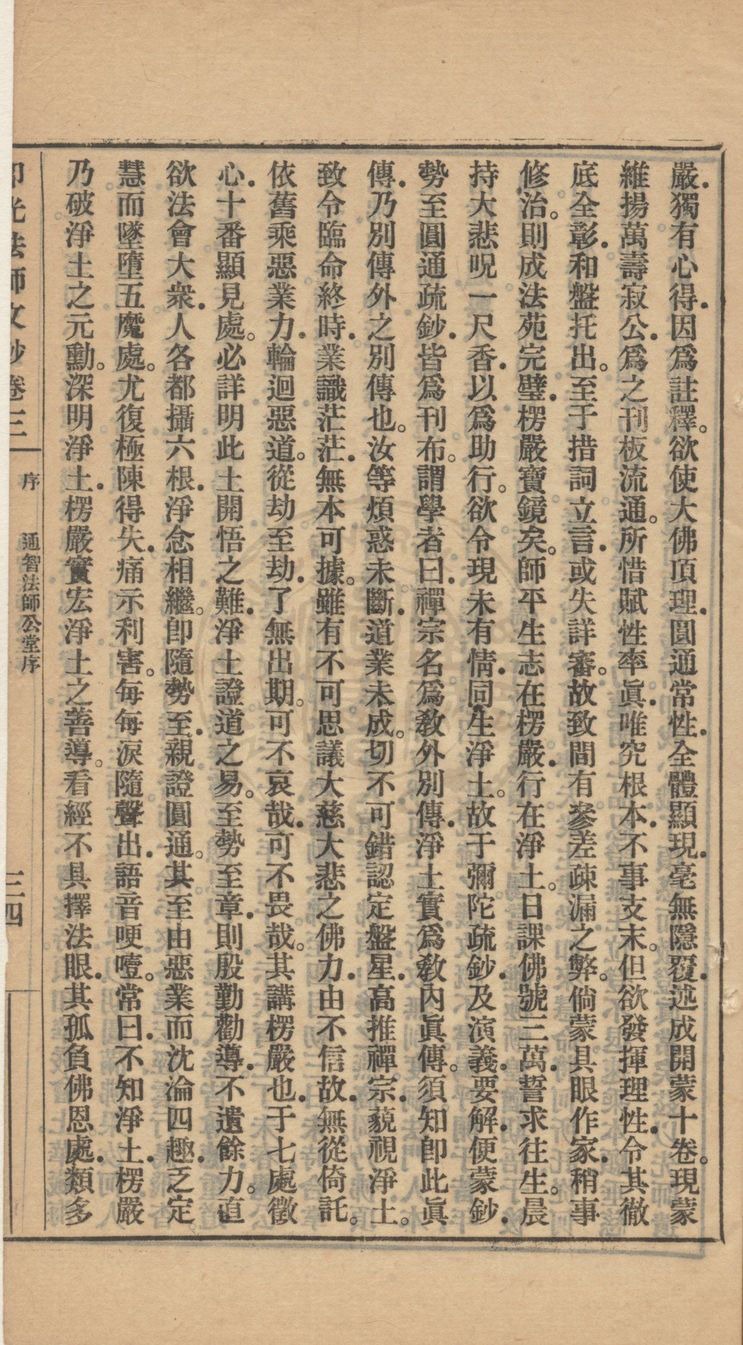 嚴．獨有心得．因爲註釋。欲使大佛頂理．圓通常性．全體顯現．毫無隱覆．述成開蒙十卷。現蒙
維揚萬壽寂公．爲之刊板流通。所惜賦性率眞．唯究根本．不事支末。但欲發揮理性．令其徹
底全彰．和盤托出。至于措詞立言．或失詳審。故致間有參差疎漏之弊。倘蒙具眼作家．稍事
修治。則成法苑完璧．楞嚴寶鏡矣。師平生志在楞嚴．行在淨土。日課佛號三萬．誓求往生。晨
持大悲呪一尺香．以爲助行。欲令現未有情．同生淨土。故于彌陀疏鈔．及演義．要解．便蒙鈔．
勢至圓通疏鈔．皆爲刊布。謂學者曰．禪宗名爲敎外別傳．淨土實爲敎內眞傳。須知卽此眞
傳．乃別傳外之別傳也。汝等煩惑未斷．道業未成。切不可錯認定盤星．高推禪宗．藐視淨土。
致令臨命終時．業識茫茫．無本可據。雖有不可思議大慈大悲之佛力．由不信故．無從倚託。
依舊乘惡業力．輪迴惡道。從劫至劫．了無出期。可不哀哉．可不畏哉。其講楞嚴也．于七處徵
心．十番顯見處。必詳明此土開悟之難．淨土證道之易。至勢至章．則殷勤勸導．不遺餘力。直
欲法會大衆．人各都攝六根．淨念相繼。卽隨勢至．親證圓通。其至由惡業而沈淪四趣．乏定
慧而墜墮五魔處。尤復極陳得失．痛示利害。每每淚隨聲出．語音哽噎。常曰．不知淨土．楞嚴
乃破淨土之元勳。深明淨土．楞嚴實宏淨土之善導。看經不具擇法眼．其孤負佛恩處．類多
印光法師文鈔卷三 序 通智法師公堂序 三四